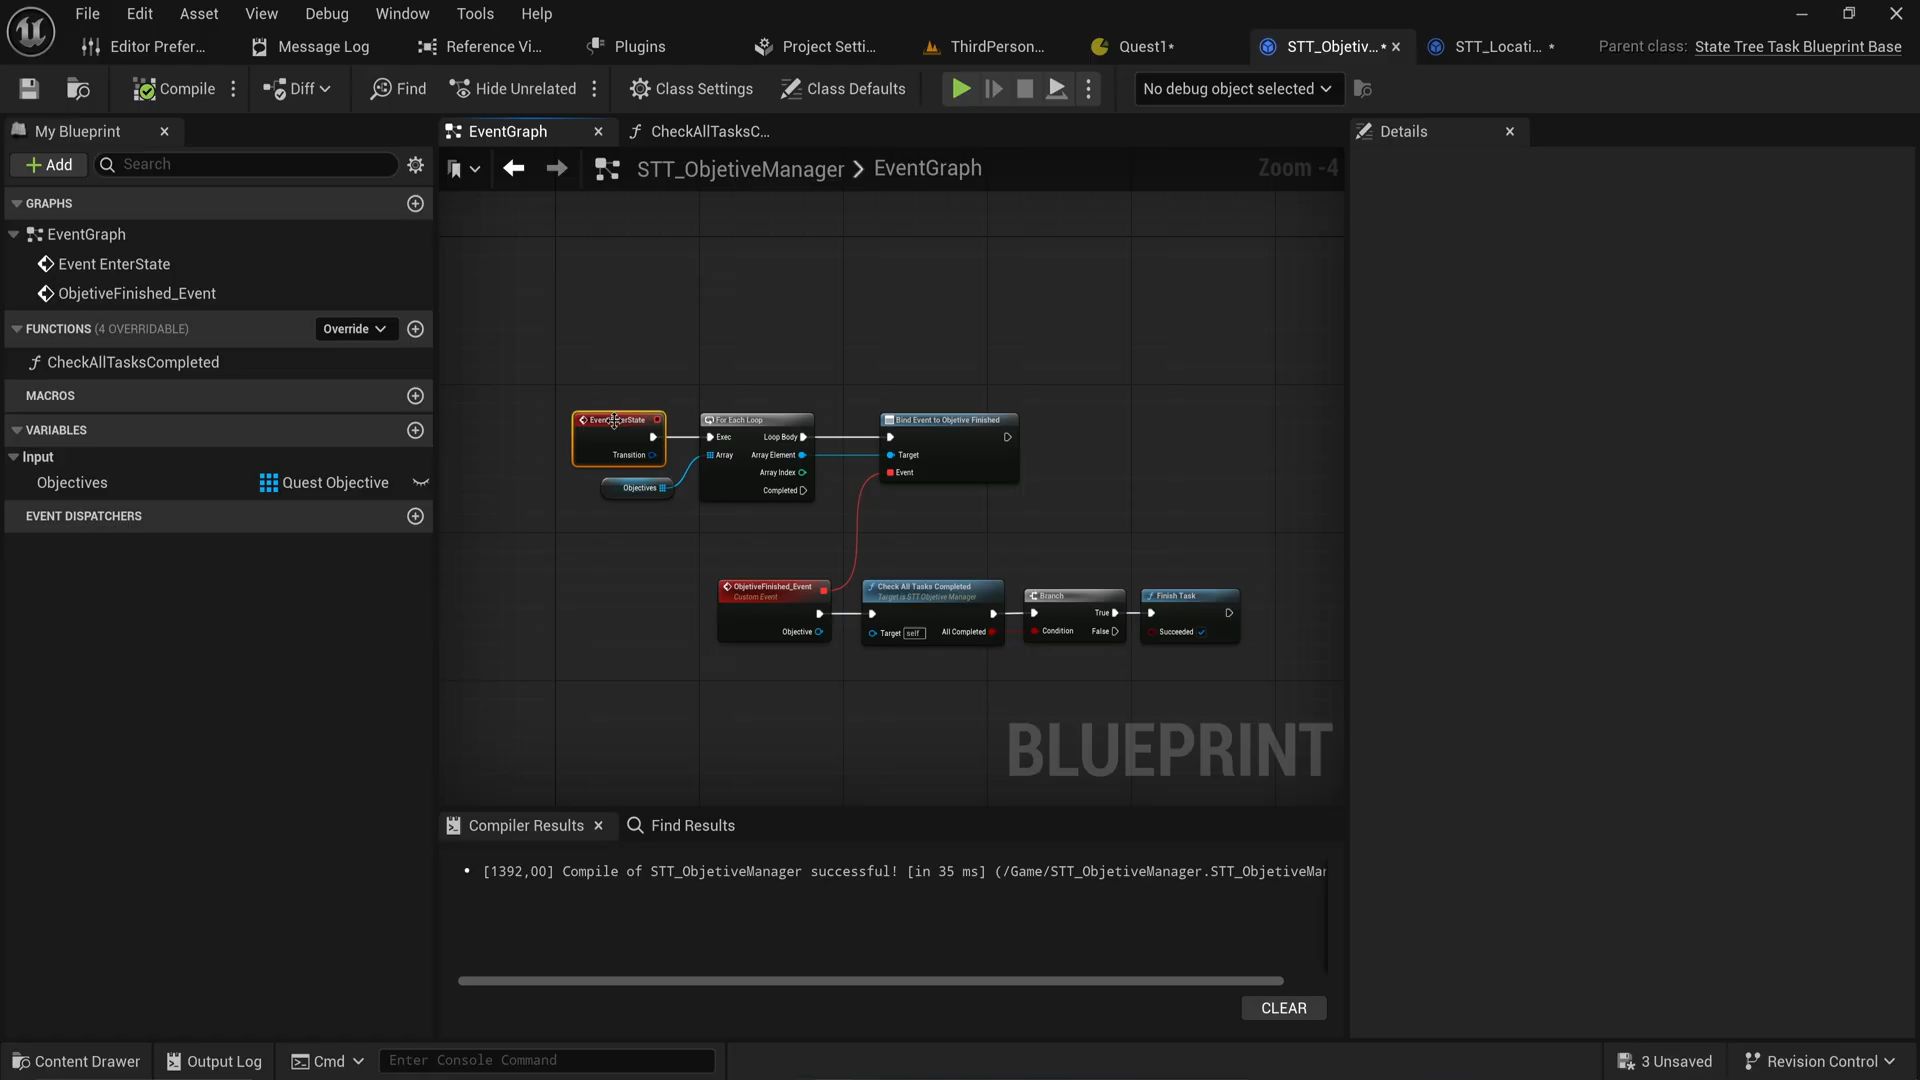 File Edit Asset View Debug Window Tools Help
Editor Prefer... Message Log Reference Vi... Plugins Project Setti... ThirdPerson... Quest1* STT_Objetiv... * STT_Locati... * Parent class: State Tree Task Blueprint Base
Compile Diff Find Hide Unrelated Class Settings Class Defaults No debug object selected
My Blueprint EventGraph CheckAllTasksC... Details
Add Search STT_ObjetiveManager > EventGraph Zoom -4
GRAPHS
EventGraph
Event EnterState
ObjetiveFinished_Event
FUNCTIONS (4 OVERRIDABLE) Override
CheckAllTasksCompleted
MACROS
VARIABLES
Input
Objectives Quest Objective
EVENT DISPATCHERS
For Each Loop Bind Event to Objetive Finished
Exec Loop Body
Transition Array Array Element Target
Array Index Event
Objectives Completed
ObjetiveFinished_Event Check All Tasks Completed
Custom Event Target is STT Objetive Manager Branch Finish Task
True
Objective Target self All Completed Condition False Succeeded
BLUEPRINT
Compiler Results Find Results
• [1392,00] Compile of STT_ObjetiveManager successful! [in 35 ms] (/Game/STT_ObjetiveManager.STT_ObjetiveMan
CLEAR
Content Drawer Output Log Cmd Enter Console Command 3 Unsaved Revision Control